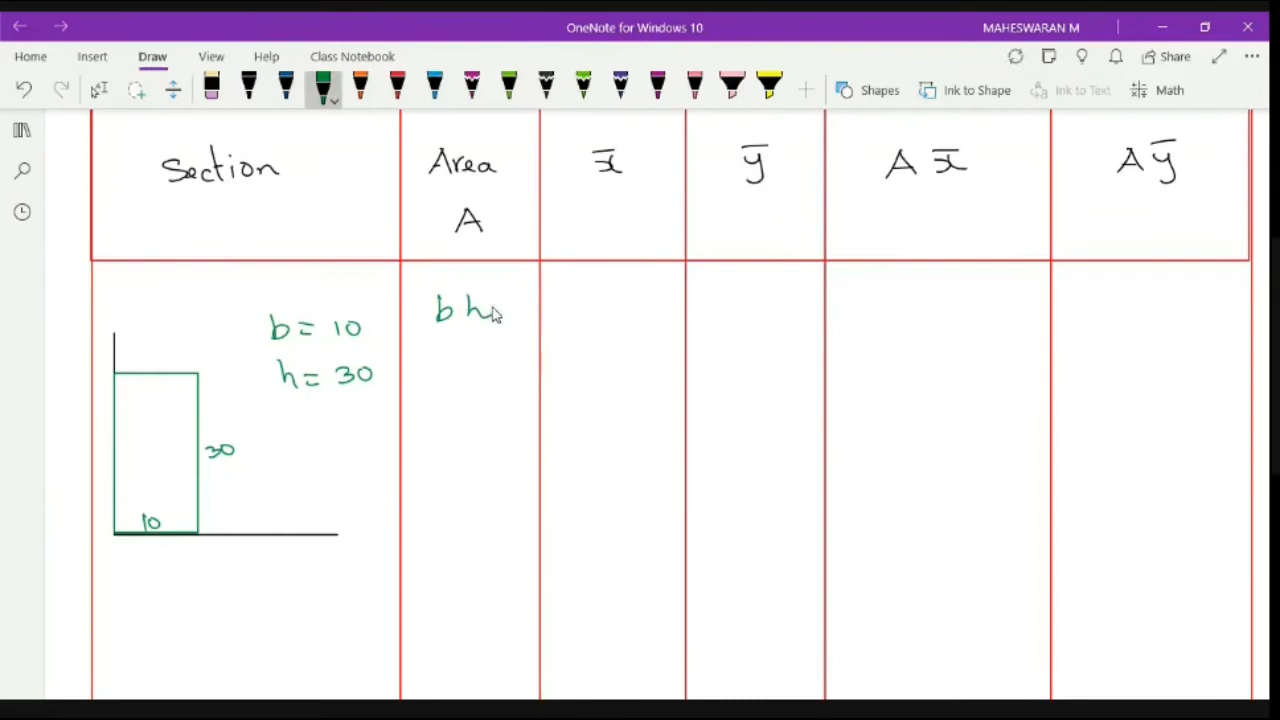 OneNote for Windows 10
MAHESWARAN M
Home Insert Draw View Help Class Notebook
Share
Shapes Ink to Shape Ink to Text Math
Section Area x̅ y̅ A x̅ A y̅
A
b = 10 b h
h = 30
30
10